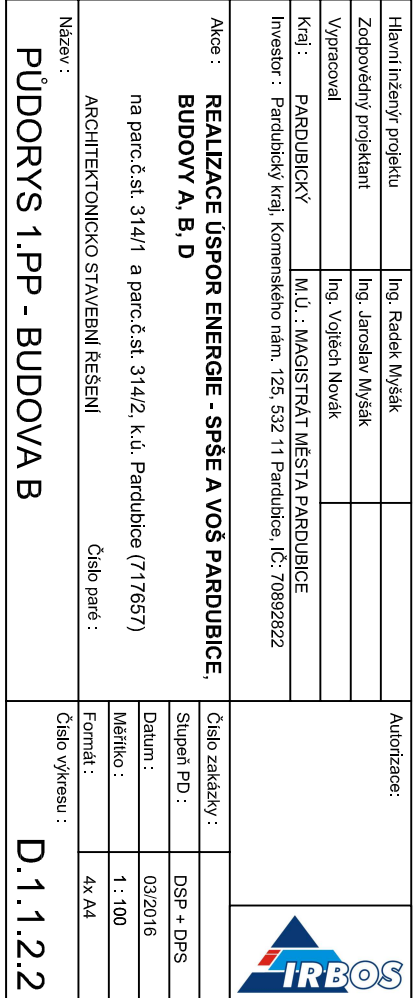 Hlavní inženýr projektu Ing. Radek Myšák
Zodpovědný projektant Ing. Jaroslav Myšák
Vypracoval Ing. Vojtěch Novák
Kraj : PARDUBICKÝ M.Ú. : MAGISTRÁT MĚSTA PARDUBICE
Investor : Pardubický kraj, Komenského nám. 125, 532 11 Pardubice, IČ: 70892822
Autorizace:
IRBOS
Akce : REALIZACE ÚSPOR ENERGIE - SPŠE A VOŠ PARDUBICE,
BUDOVY A, B, D
na parc.č.st. 314/1 a parc.č.st. 314/2, k.ú. Pardubice (717657)
ARCHITEKTONICKO STAVEBNÍ ŘEŠENÍ Číslo paré :
Číslo zakázky :
Stupeň PD : DSP + DPS
Datum : 03/2016
Měřítko : 1 : 100
Formát : 4x A4
Název :
PŮDORYS 1.PP - BUDOVA B
Číslo výkresu :
D.1.1.2.2